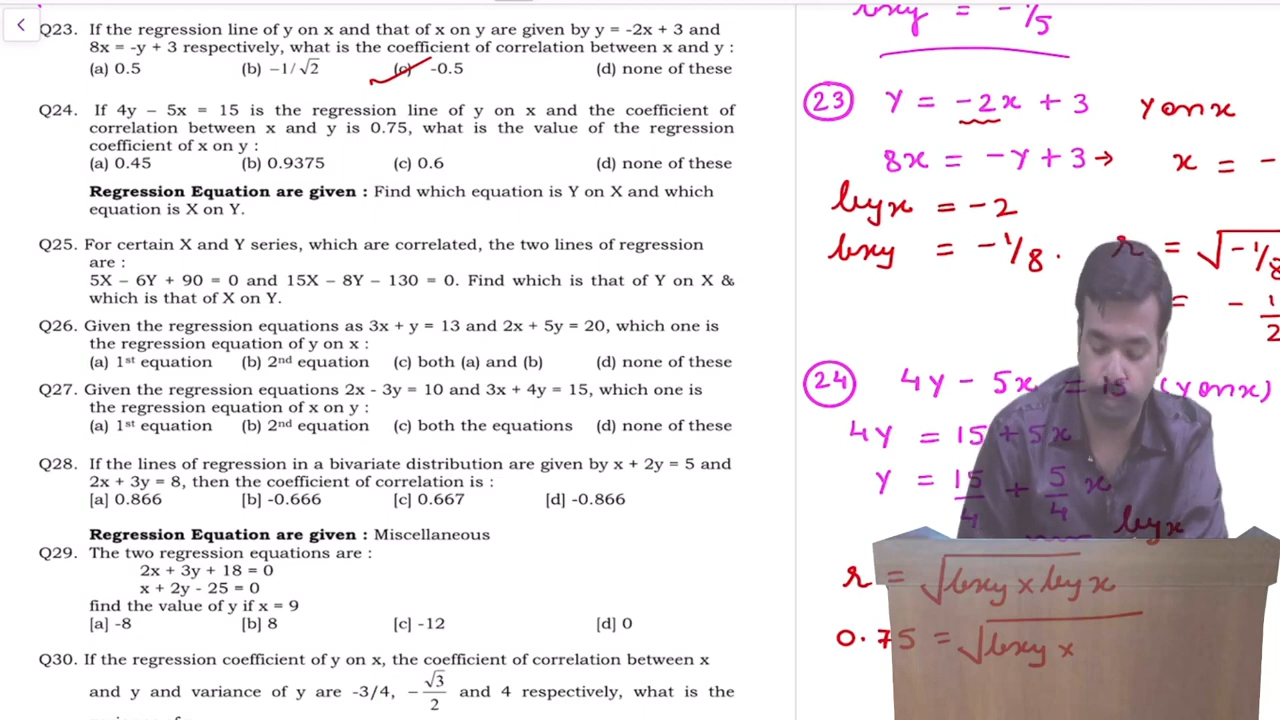 Q23. If the regression line of y on x and that of x on y are given by y = -2x + 3 and
8x = -y + 3 respectively, what is the coefficient of correlation between x and y :
(a) 0.5 (b) −1/√2 (c) -0.5 (d) none of these
Q24. If 4y – 5x = 15 is the regression line of y on x and the coefficient of
correlation between x and y is 0.75, what is the value of the regression
coefficient of x on y :
(a) 0.45 (b) 0.9375 (c) 0.6 (d) none of these
Regression Equation are given : Find which equation is Y on X and which
equation is X on Y.
Q25. For certain X and Y series, which are correlated, the two lines of regression
are :
5X – 6Y + 90 = 0 and 15X – 8Y – 130 = 0. Find which is that of Y on X &
which is that of X on Y.
Q26. Given the regression equations as 3x + y = 13 and 2x + 5y = 20, which one is
the regression equation of y on x :
(a) 1st equation (b) 2nd equation (c) both (a) and (b) (d) none of these
Q27. Given the regression equations 2x - 3y = 10 and 3x + 4y = 15, which one is
the regression equation of x on y :
(a) 1st equation (b) 2nd equation (c) both the equations (d) none of these
Q28. If the lines of regression in a bivariate distribution are given by x + 2y = 5 and
2x + 3y = 8, then the coefficient of correlation is :
[a] 0.866 [b] -0.666 [c] 0.667 [d] -0.866
Regression Equation are given : Miscellaneous
Q29. The two regression equations are :
2x + 3y + 18 = 0
x + 2y - 25 = 0
find the value of y if x = 9
[a] -8 [b] 8 [c] -12 [d] 0
Q30. If the regression coefficient of y on x, the coefficient of correlation between x
and y and variance of y are -3/4, −√3/2 and 4 respectively, what is the
bxy = -1/5
23 Y = -2x + 3 Y on x
8x = -Y + 3 → x = -
byx = -2
bxy = -1/8. r = √-1/8
= - 1/2
24 4Y - 5x = 15 (Y on x)
4Y = 15 + 5x
Y = 15/4 + 5/4 x
byx
r = √bxy x byx
0.75 = √bxy x